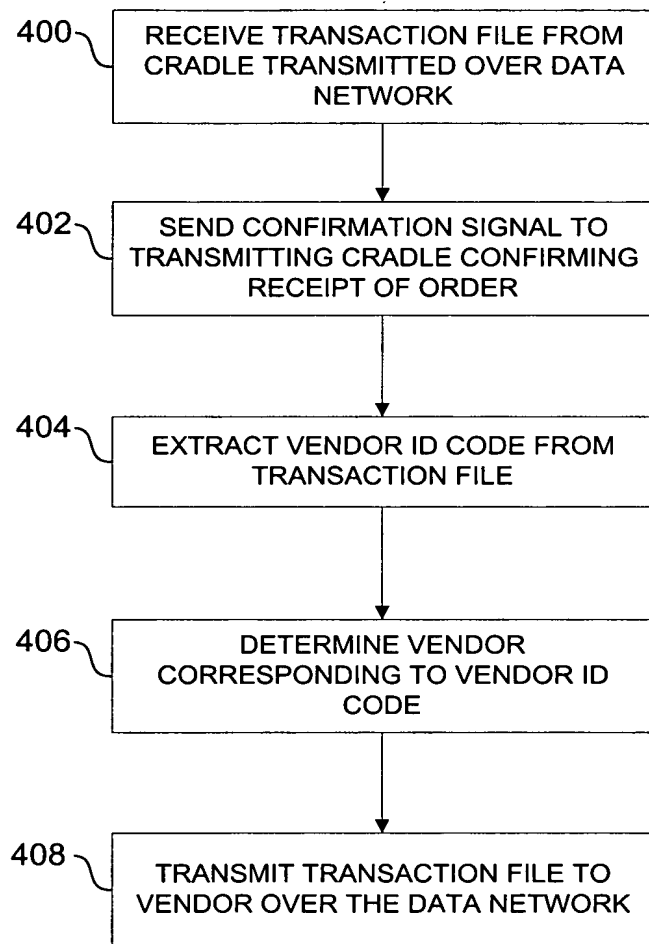 400
RECEIVE TRANSACTION FILE FROM
CRADLE TRANSMITTED OVER DATA
NETWORK
402
SEND CONFIRMATION SIGNAL TO
TRANSMITTING CRADLE CONFIRMING
RECEIPT OF ORDER
404
EXTRACT VENDOR ID CODE FROM
TRANSACTION FILE
406
DETERMINE VENDOR
CORRESPONDING TO VENDOR ID
CODE
408
TRANSMIT TRANSACTION FILE TO
VENDOR OVER THE DATA NETWORK